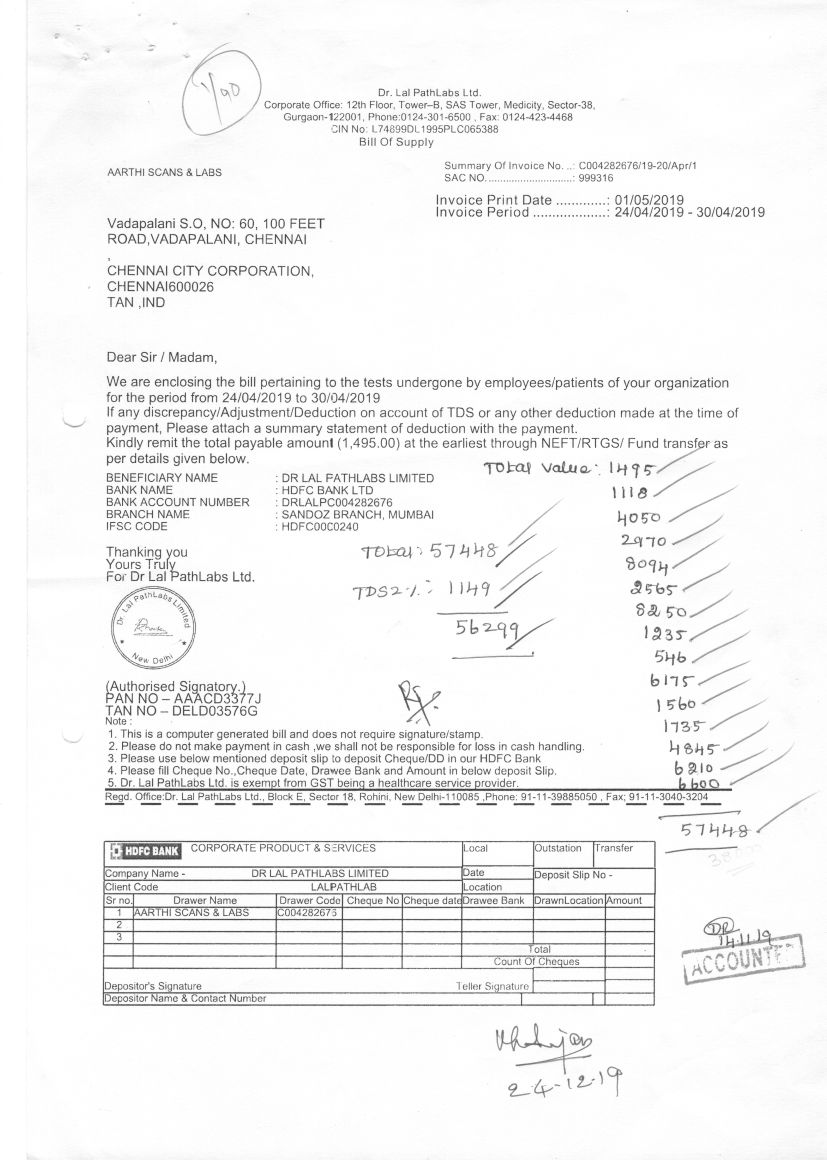 1/90
Dr. Lal PathLabs Ltd.
Corporate Office: 12th Floor, Tower–B, SAS Tower, Medicity, Sector-38,
Gurgaon-122001, Phone:0124-301-6500 , Fax: 0124-423-4468
CIN No: L74899DL1995PLC065388
Bill Of Supply
AARTHI SCANS & LABS
Summary Of Invoice No. ..: C004282676/19-20/Apr/1
SAC NO.............................: 999316
Invoice Print Date ............: 01/05/2019
Invoice Period ..................: 24/04/2019 - 30/04/2019
Vadapalani S.O, NO: 60, 100 FEET
ROAD,VADAPALANI, CHENNAI
,
CHENNAI CITY CORPORATION,
CHENNAI600026
TAN ,IND
Dear Sir / Madam,
We are enclosing the bill pertaining to the tests undergone by employees/patients of your organization
for the period from 24/04/2019 to 30/04/2019
If any discrepancy/Adjustment/Deduction on account of TDS or any other deduction made at the time of
payment, Please attach a summary statement of deduction with the payment.
Kindly remit the total payable amount (1,495.00) at the earliest through NEFT/RTGS/ Fund transfer as
per details given below.
BENEFICIARY NAME : DR LAL PATHLABS LIMITED
BANK NAME : HDFC BANK LTD
BANK ACCOUNT NUMBER : DRLALPC004282676
BRANCH NAME : SANDOZ BRANCH, MUMBAI
IFSC CODE : HDFC0000240
Total value: 1495
1118
4050
2970
8094
2565
8250
1235
546
6175
1560
1735
4845
6210
6600
57448
Total: 57448
TDS 2%: 1149
56299
Thanking you
Yours Truly
For Dr Lal PathLabs Ltd.
Dr. Lal PathLabs Limited
New Delhi
(Authorised Signatory.)
PAN NO – AAACD3377J
TAN NO – DELD03576G
Note :
1. This is a computer generated bill and does not require signature/stamp.
2. Please do not make payment in cash ,we shall not be responsible for loss in cash handling.
3. Please use below mentioned deposit slip to deposit Cheque/DD in our HDFC Bank
4. Please fill Cheque No.,Cheque Date, Drawee Bank and Amount in below deposit Slip.
5. Dr. Lal PathLabs Ltd. is exempt from GST being a healthcare service provider.
Regd. Office:Dr. Lal PathLabs Ltd., Block E, Sector 18, Rohini, New Delhi-110085 ,Phone: 91-11-39885050 , Fax; 91-11-3040-3204
HDFC BANK CORPORATE PRODUCT & SERVICES Local Outstation Transfer
Company Name - DR LAL PATHLABS LIMITED Date Deposit Slip No -
Client Code LALPATHLAB Location
Sr no. Drawer Name Drawer Code Cheque No Cheque date Drawee Bank DrawnLocation Amount
1 AARTHI SCANS & LABS C004282676
2
3
Total
Count Of Cheques
Depositor's Signature Teller Signature
Depositor Name & Contact Number
DR
14.11.19
ACCOUNTED
24-12-19